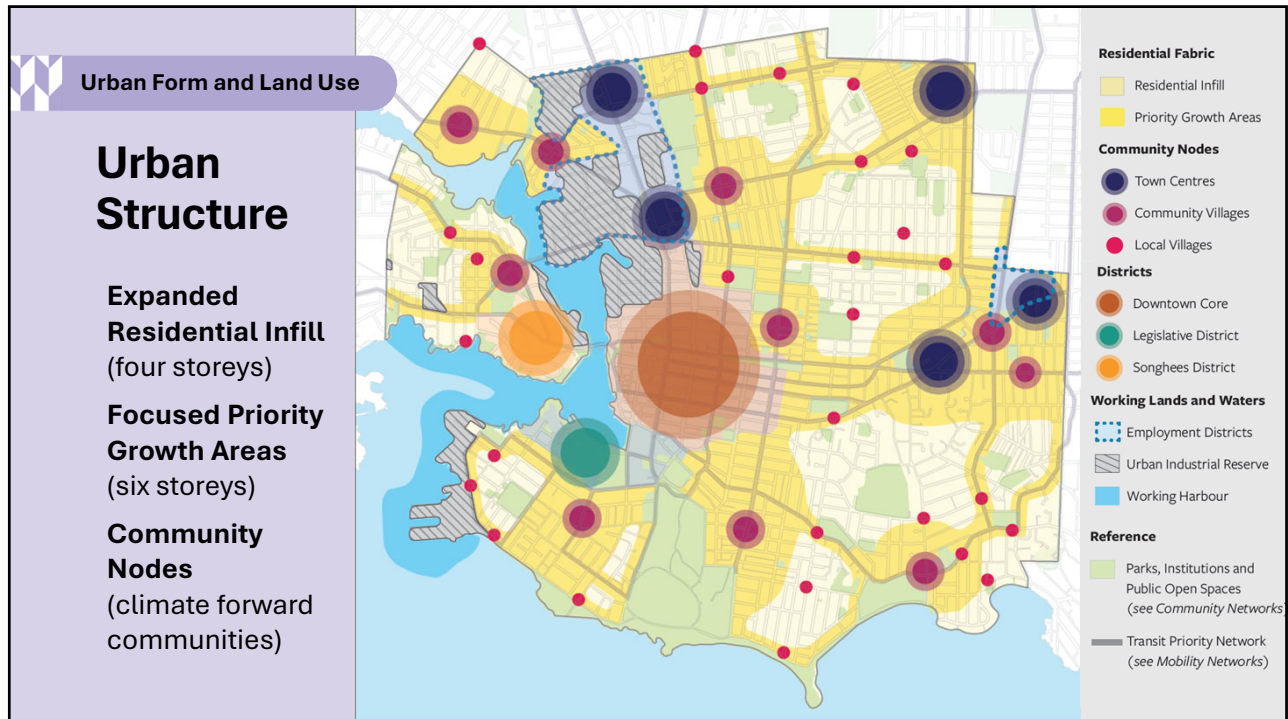 Urban Form and Land Use
Urban
Structure
Expanded
Residential Infill
(four storeys)
Focused Priority
Growth Areas
(six storeys)
Community
Nodes
(climate forward
communities)
Residential Fabric
Residential Infill
Priority Growth Areas
Community Nodes
Town Centres
Community Villages
Local Villages
Districts
Downtown Core
Legislative District
Songhees District
Working Lands and Waters
Employment Districts
Urban Industrial Reserve
Working Harbour
Reference
Parks, Institutions and
Public Open Spaces
(see Community Networks
Transit Priority Network
(see Mobility Networks)